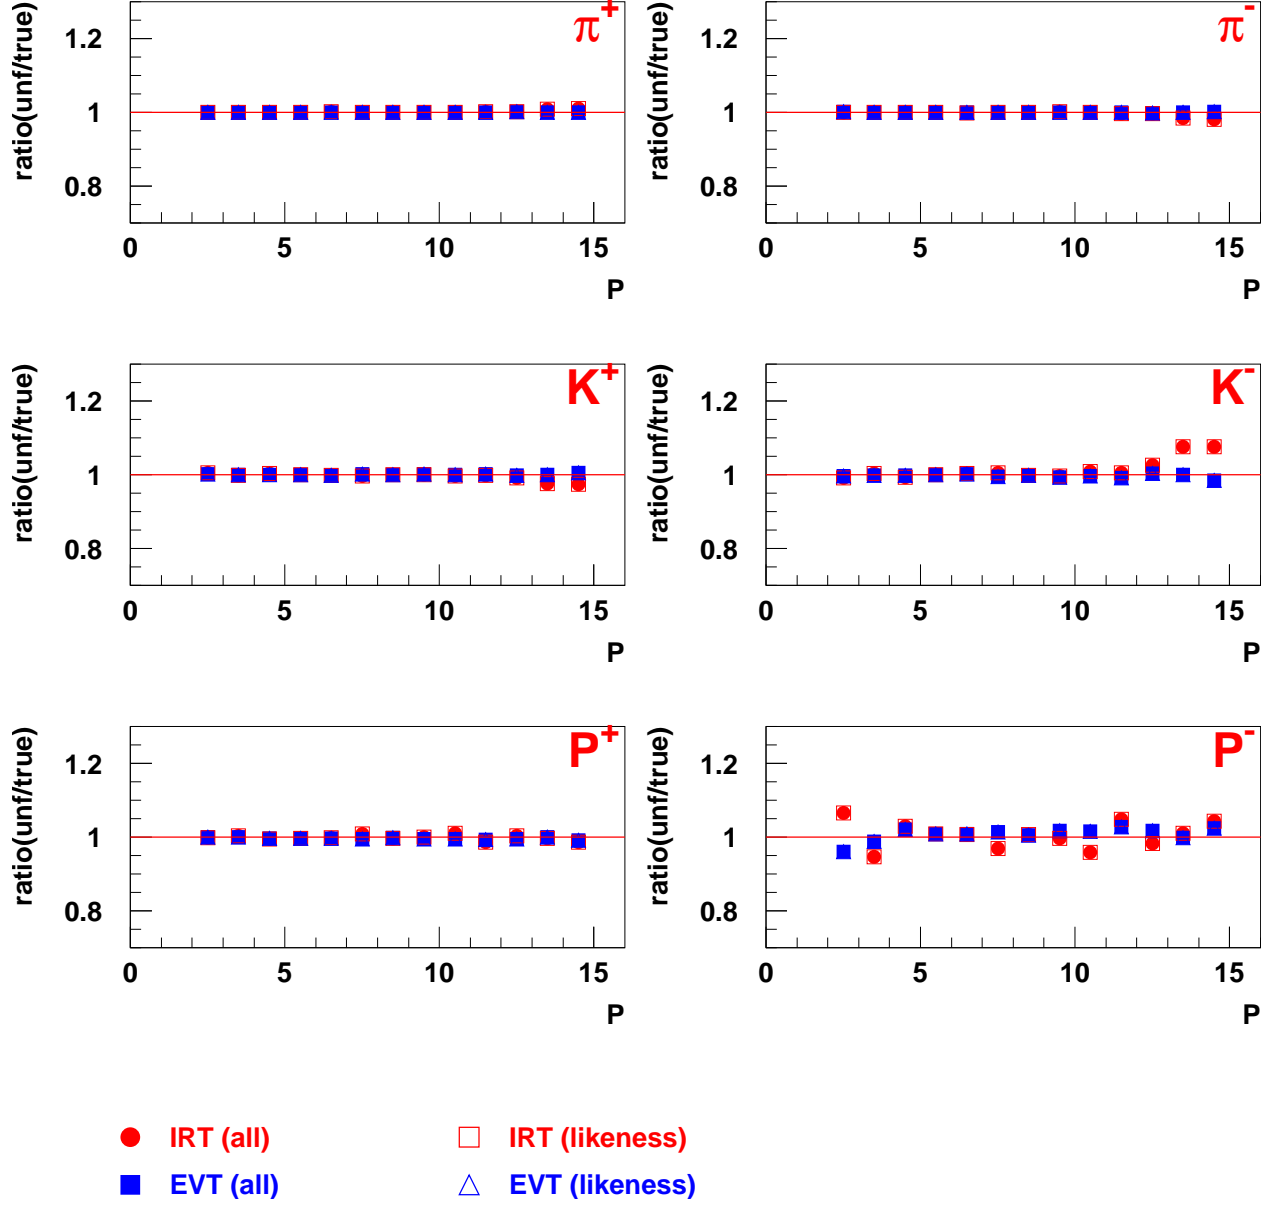 π+
ratio(unf/true)
1.2
1
0.8
0 5 10 15
P
π-
ratio(unf/true)
1.2
1
0.8
0 5 10 15
P
K+
ratio(unf/true)
1.2
1
0.8
0 5 10 15
P
K-
ratio(unf/true)
1.2
1
0.8
0 5 10 15
P
P+
ratio(unf/true)
1.2
1
0.8
0 5 10 15
P
P-
ratio(unf/true)
1.2
1
0.8
0 5 10 15
P
IRT (all) IRT (likeness)
EVT (all) EVT (likeness)